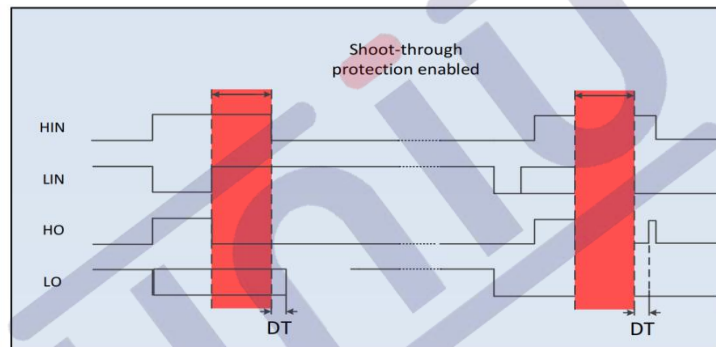 Shoot-through
protection enabled
HIN
LIN
HO
LO
DT
DT